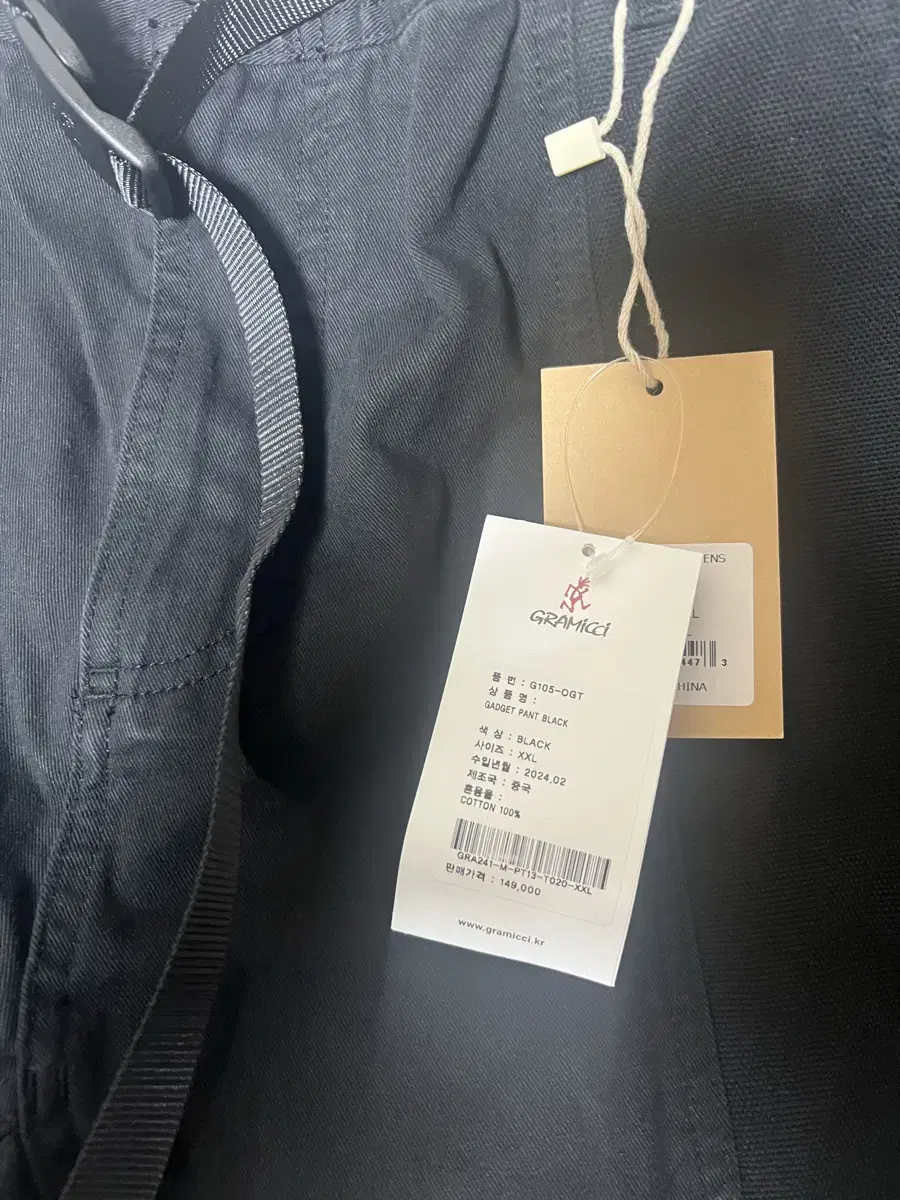 GRAMICCI
품 번 : G105-OGT
상 품 명 :
GADGET PANT BLACK
색 상 : BLACK
사이즈 : XXL
수입년월 : 2024.02
제조국 : 중국
혼용율 :
COTTON 100%
GRA241-M-PT13-T020-XXL
판매가격 : 149,000
www.gramicci.kr
ENS
L
447 3
HINA